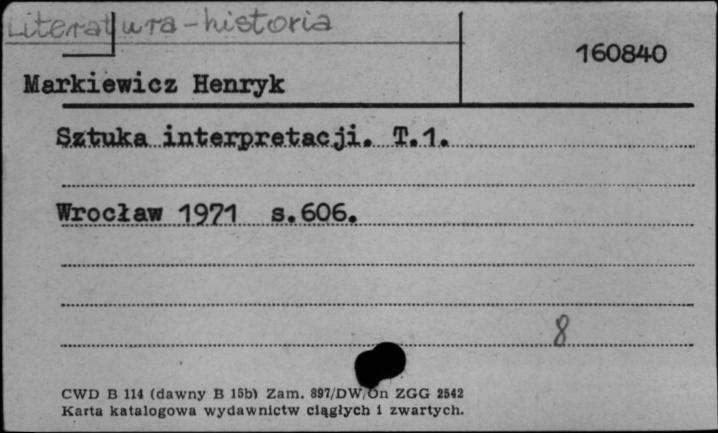 Literatura-historia
160840
Markiewicz Henryk
Sztuka interpretacji. T.1.
Wrocław 1971 s.606.
8
CWD B 114 (dawny B 15b) Zam. 897/DW/On ZGG 2542
Karta katalogowa wydawnictw ciągłych i zwartych.